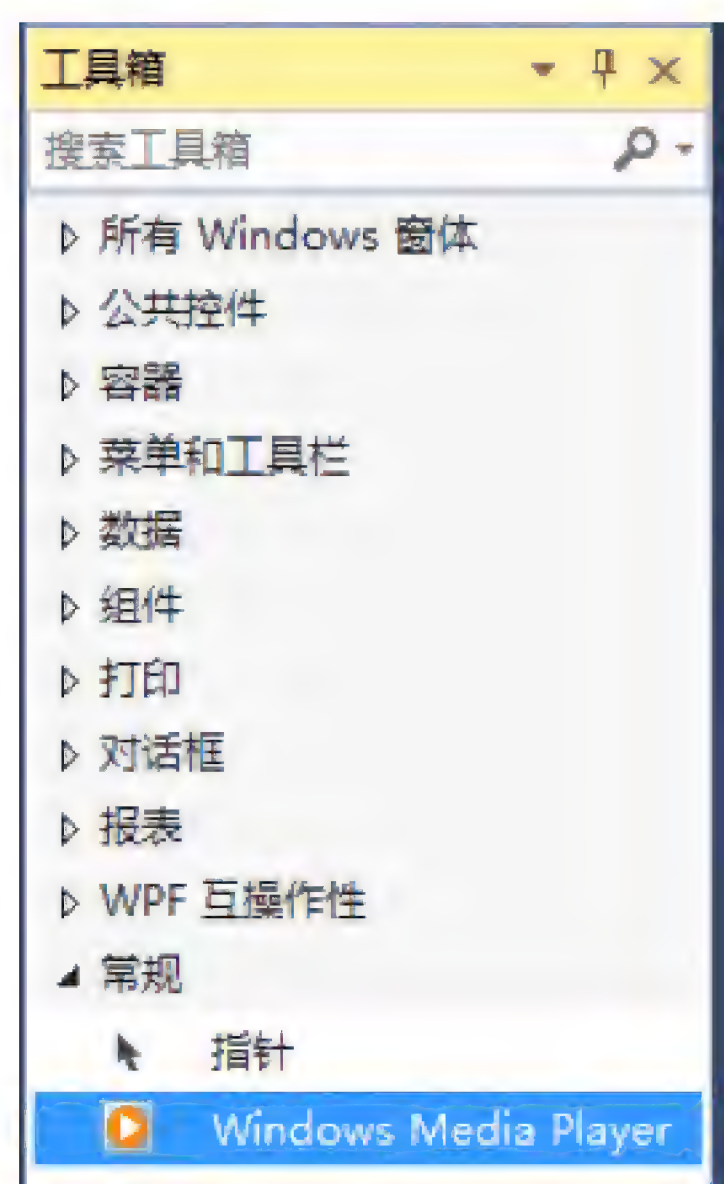 工具箱
搜索工具箱
所有 Windows 窗体
公共控件
容器
菜单和工具栏
数据
组件
打印
对话框
报表
WPF 互操作性
常规
指针
Windows Media Player